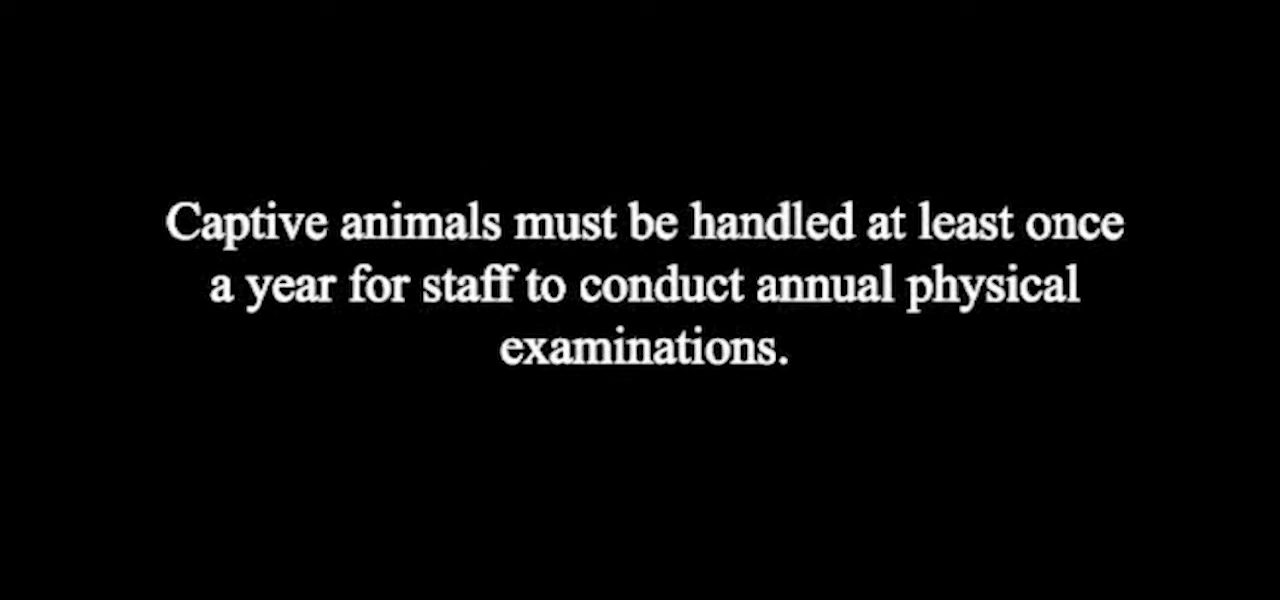 Captive animals must be handled at least once
a year for staff to conduct annual physical
examinations.